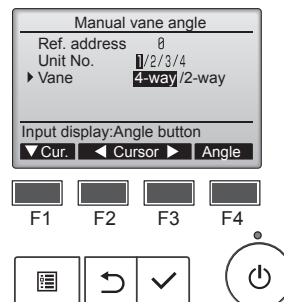 Manual vane angle
Ref. address 0
Unit No. 1/2/3/4
▶ Vane 4-way/2-way
Input display:Angle button
▼ Cur. ◀ Cursor ▶ Angle
F1 F2 F3 F4